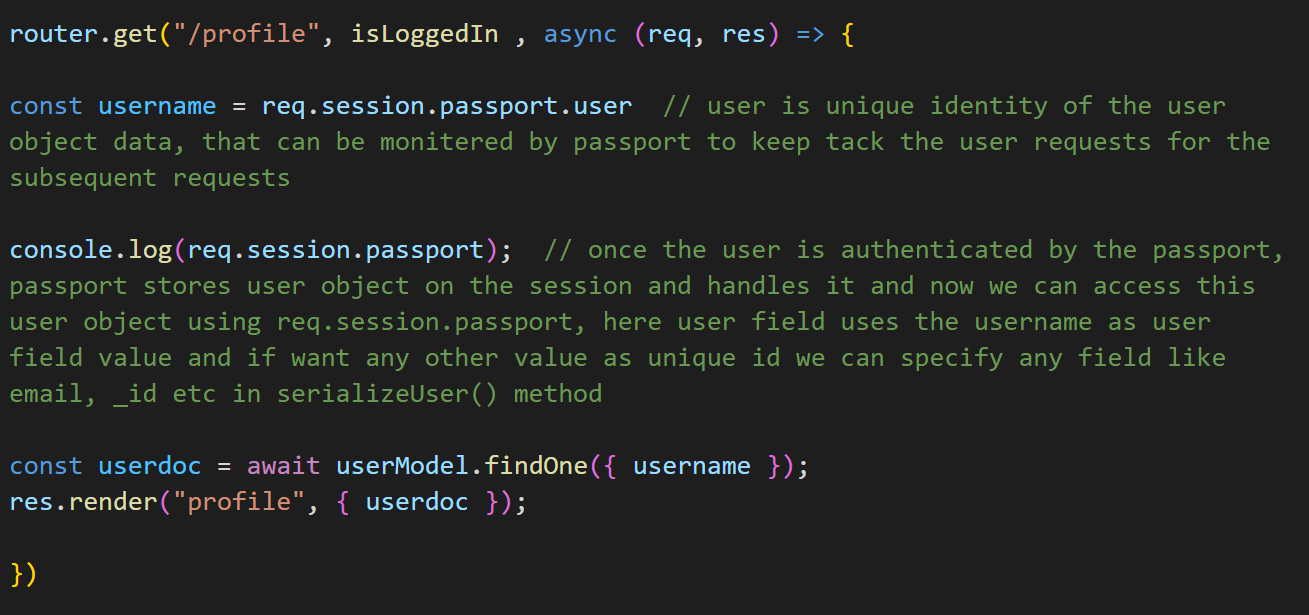 router.get("/profile", isLoggedIn , async (req, res) => {
const username = req.session.passport.user  // user is unique identity of the user
object data, that can be monitered by passport to keep tack the user requests for the
subsequent requests
console.log(req.session.passport);  // once the user is authenticated by the passport,
passport stores user object on the session and handles it and now we can access this
user object using req.session.passport, here user field uses the username as user
field value and if want any other value as unique id we can specify any field like
email, _id etc in serializeUser() method
const userdoc = await userModel.findOne({ username });
res.render("profile", { userdoc });
})